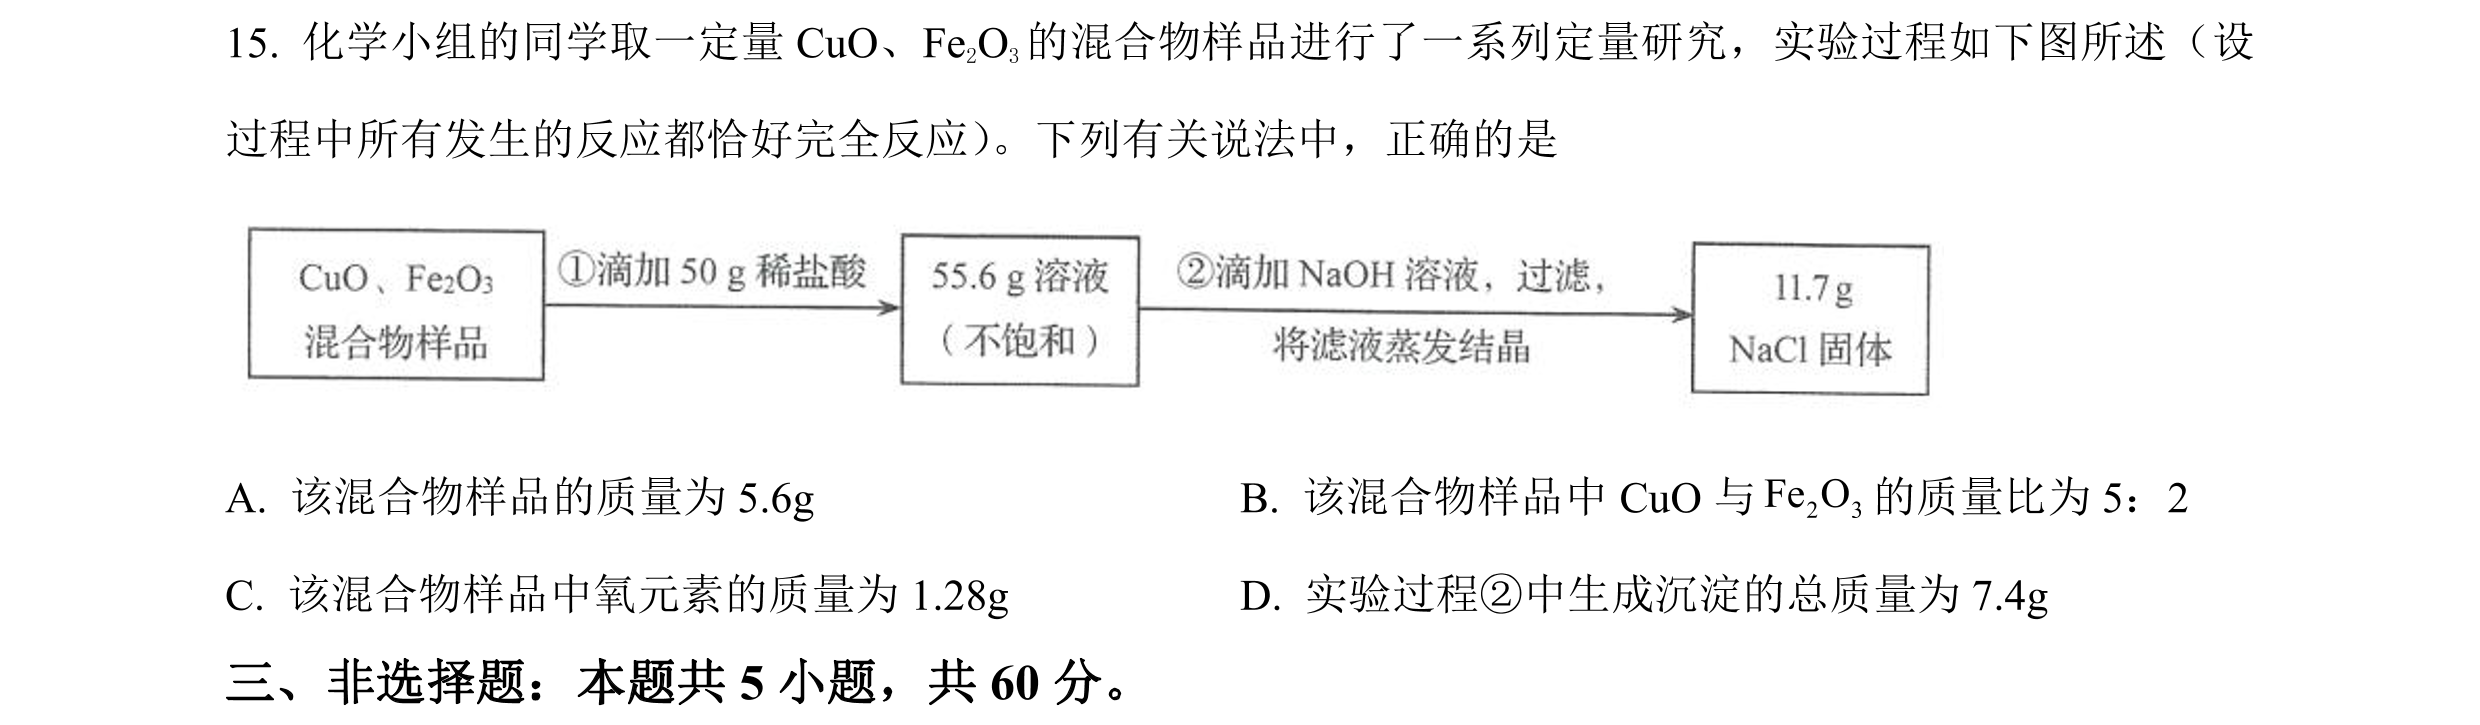 15. 化学小组的同学取一定量 CuO、Fe₂O₃的混合物样品进行了一系列定量研究，实验过程如下图所述（设
过程中所有发生的反应都恰好完全反应）。下列有关说法中，正确的是
CuO、Fe₂O₃
混合物样品
①滴加 50 g 稀盐酸
55.6 g 溶液
（不饱和）
②滴加 NaOH 溶液，过滤，
将滤液蒸发结晶
11.7 g
NaCl 固体
A. 该混合物样品的质量为 5.6g
B. 该混合物样品中 CuO 与 Fe₂O₃ 的质量比为 5：2
C. 该混合物样品中氧元素的质量为 1.28g
D. 实验过程②中生成沉淀的总质量为 7.4g
三、非选择题：本题共 5 小题，共 60 分。